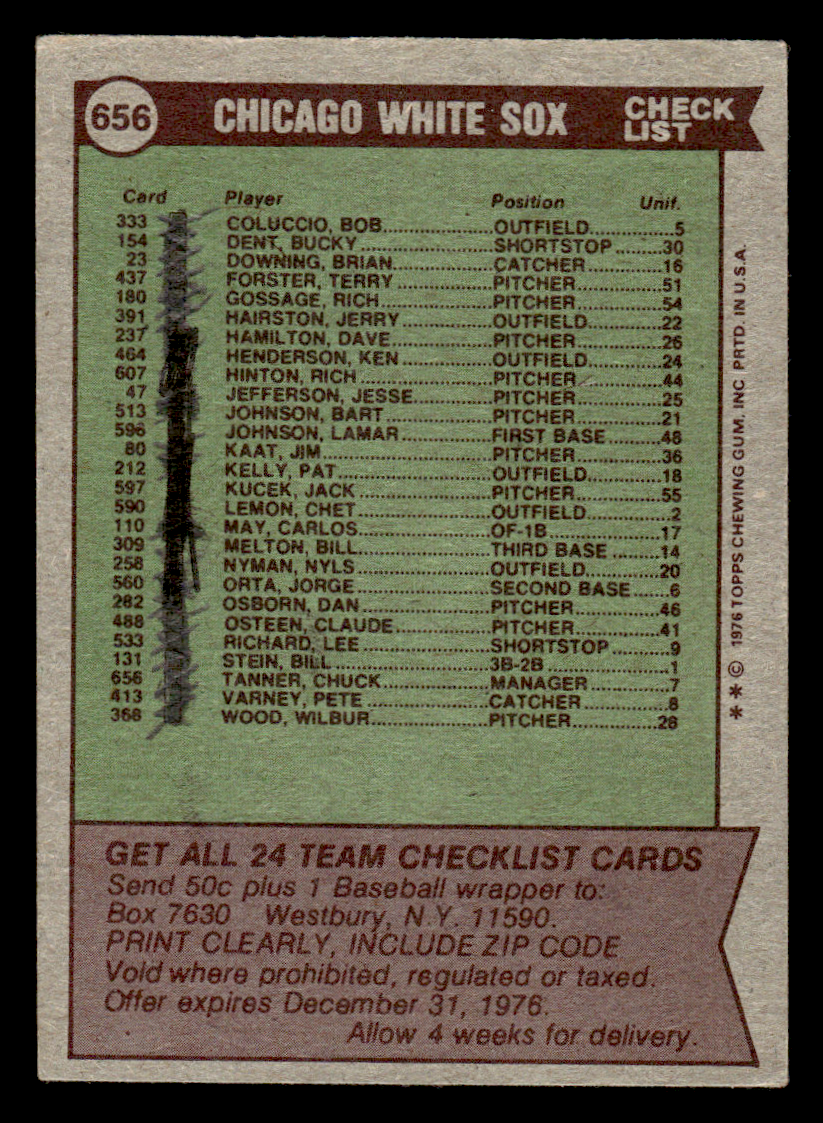 656 CHICAGO WHITE SOX CHECK LIST
Card Player Position Unif.
333 COLUCCIO, BOB OUTFIELD 5
154 DENT, BUCKY SHORTSTOP 30
23 DOWNING, BRIAN CATCHER 16
437 FORSTER, TERRY PITCHER 51
180 GOSSAGE, RICH PITCHER 54
391 HAIRSTON, JERRY OUTFIELD 22
237 HAMILTON, DAVE PITCHER 26
464 HENDERSON, KEN OUTFIELD 24
607 HINTON, RICH PITCHER 44
47 JEFFERSON, JESSE PITCHER 25
513 JOHNSON, BART PITCHER 21
596 JOHNSON, LAMAR FIRST BASE 48
80 KAAT, JIM PITCHER 36
212 KELLY, PAT OUTFIELD 18
597 KUCEK, JACK PITCHER 55
590 LEMON, CHET OUTFIELD 2
110 MAY, CARLOS OF-1B 17
309 MELTON, BILL THIRD BASE 14
258 NYMAN, NYLS OUTFIELD 20
560 ORTA, JORGE SECOND BASE 6
282 OSBORN, DAN PITCHER 46
488 OSTEEN, CLAUDE PITCHER 41
533 RICHARD, LEE SHORTSTOP 9
131 STEIN, BILL 3B-2B 1
656 TANNER, CHUCK MANAGER 7
413 VARNEY, PETE CATCHER 8
368 WOOD, WILBUR PITCHER 28
* * © 1976 TOPPS CHEWING GUM, INC. PRTD. IN U.S.A.
GET ALL 24 TEAM CHECKLIST CARDS
Send 50c plus 1 Baseball wrapper to:
Box 7630 Westbury, N.Y. 11590.
PRINT CLEARLY, INCLUDE ZIP CODE
Void where prohibited, regulated or taxed.
Offer expires December 31, 1976.
Allow 4 weeks for delivery.